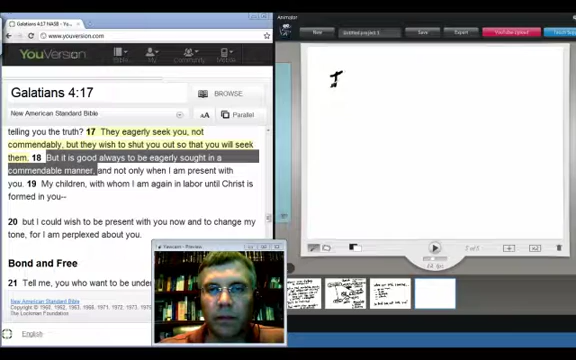 Galatians 4:17 NASB
www.youversion.com
YouVersion
Bible
My
Community
Mobile
Galatians 4:17
BROWSE
New American Standard Bible
AA
Parallel
telling you the truth? 17 They eagerly seek you, not
commendably, but they wish to shut you out so that you will seek
them. 18 But it is good always to be eagerly sought in a
commendable manner, and not only when I am present with
you. 19 My children, with whom I am again in labor until Christ is
formed in you--
20 but I could wish to be present with you now and to change my
tone, for I am perplexed about you.
Bond and Free
21 Tell me, you who want to be under
New American Standard Bible
The Lockman Foundation
English
Animator
New
Untitled project 1
Save
Export
Youtube Upload